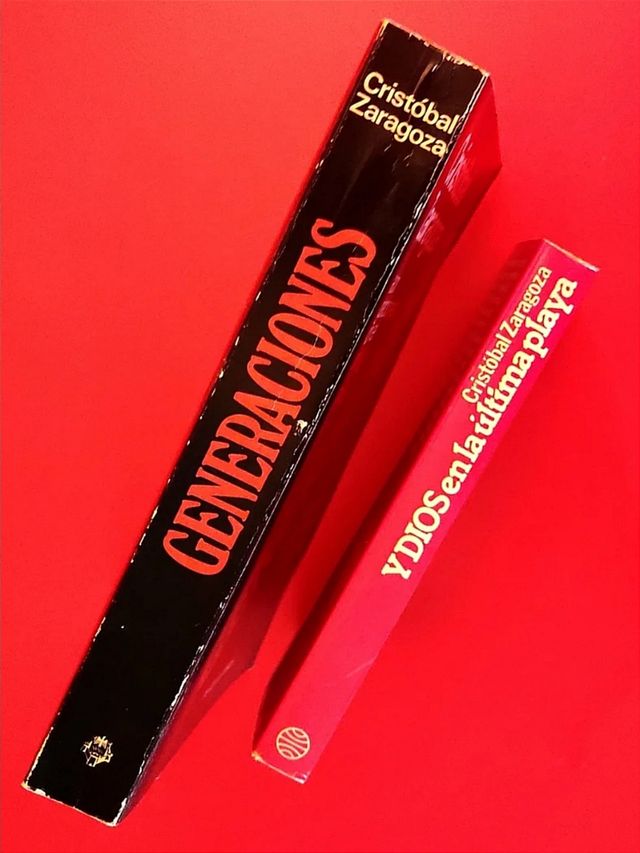 Cristóbal
Zaragoza
GENERACIONES
Cristóbal Zaragoza
Y DIOS en la última playa